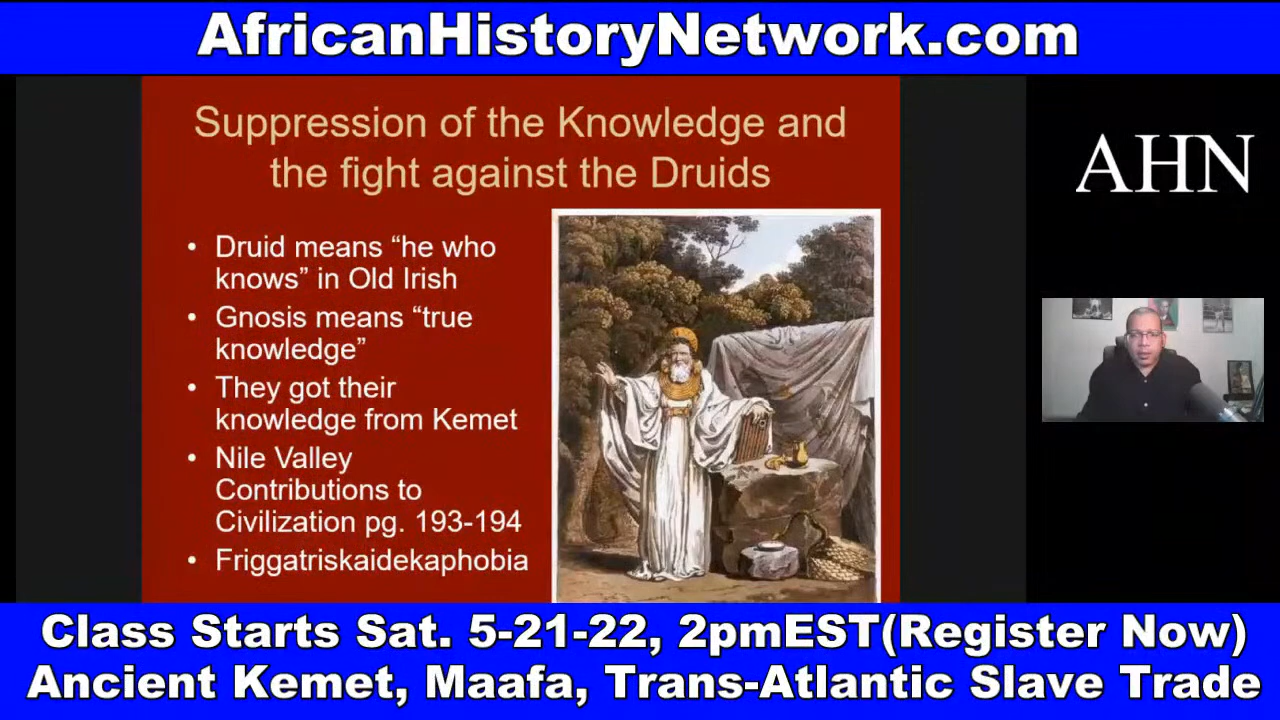 AfricanHistoryNetwork.com
Suppression of the Knowledge and
the fight against the Druids
• Druid means “he who
knows” in Old Irish
• Gnosis means “true
knowledge”
• They got their
knowledge from Kemet
• Nile Valley
Contributions to
Civilization pg. 193-194
• Friggatriskaidekaphobia
AHN
Class Starts Sat. 5-21-22, 2pmEST(Register Now)
Ancient Kemet, Maafa, Trans-Atlantic Slave Trade